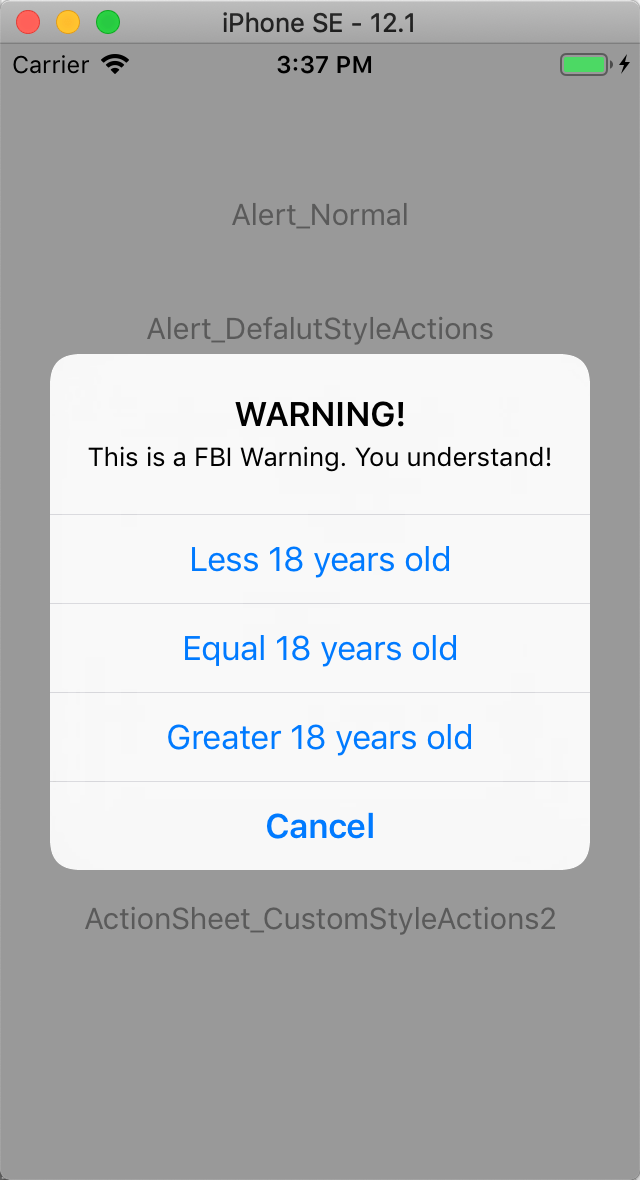 iPhone SE - 12.1
Carrier 3:37 PM
Alert_Normal
Alert_DefalutStyleActions
WARNING!
This is a FBI Warning. You understand!
Less 18 years old
Equal 18 years old
Greater 18 years old
Cancel
ActionSheet_CustomStyleActions2